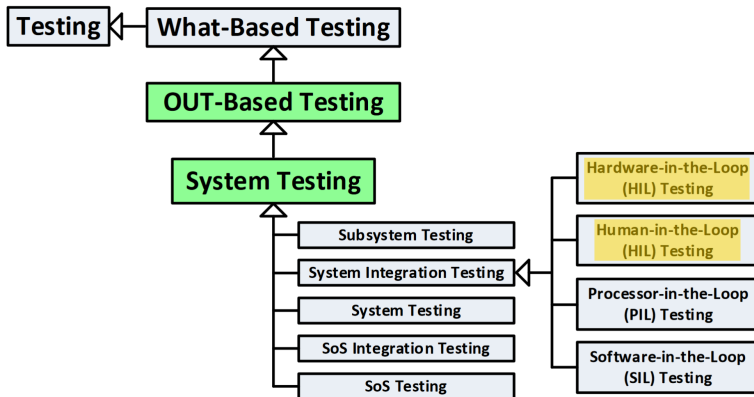 Testing
What-Based Testing
OUT-Based Testing
System Testing
Subsystem Testing
System Integration Testing
System Testing
SoS Integration Testing
SoS Testing
Hardware-in-the-Loop
(HIL) Testing
Human-in-the-Loop
(HIL) Testing
Processor-in-the-Loop
(PIL) Testing
Software-in-the-Loop
(SIL) Testing